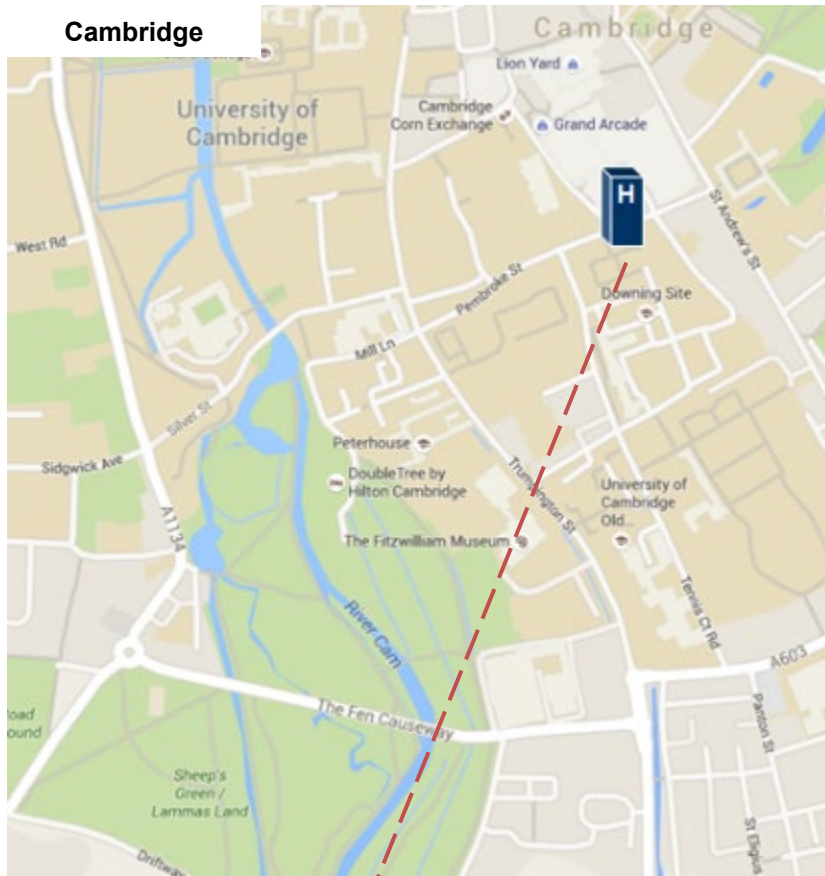 Cambridge
Cambridge
Lion Yard
University of
Cambridge
Cambridge
Corn Exchange
Grand Arcade
H
St Andrew's St
West Rd
Pembroke St
Downing Site
Mill Ln
Silver St
Peterhouse
Sidgwick Ave
DoubleTree by
Hilton Cambridge
Trumpington St
University of
Cambridge
Old...
A1134
The Fitzwilliam Museum
Tennis Ct Rd
River Cam
A603
The Fen Causeway
Panton St
oad
ound
Sheep's
Green /
Lammas Land
St Eligius
Driftway